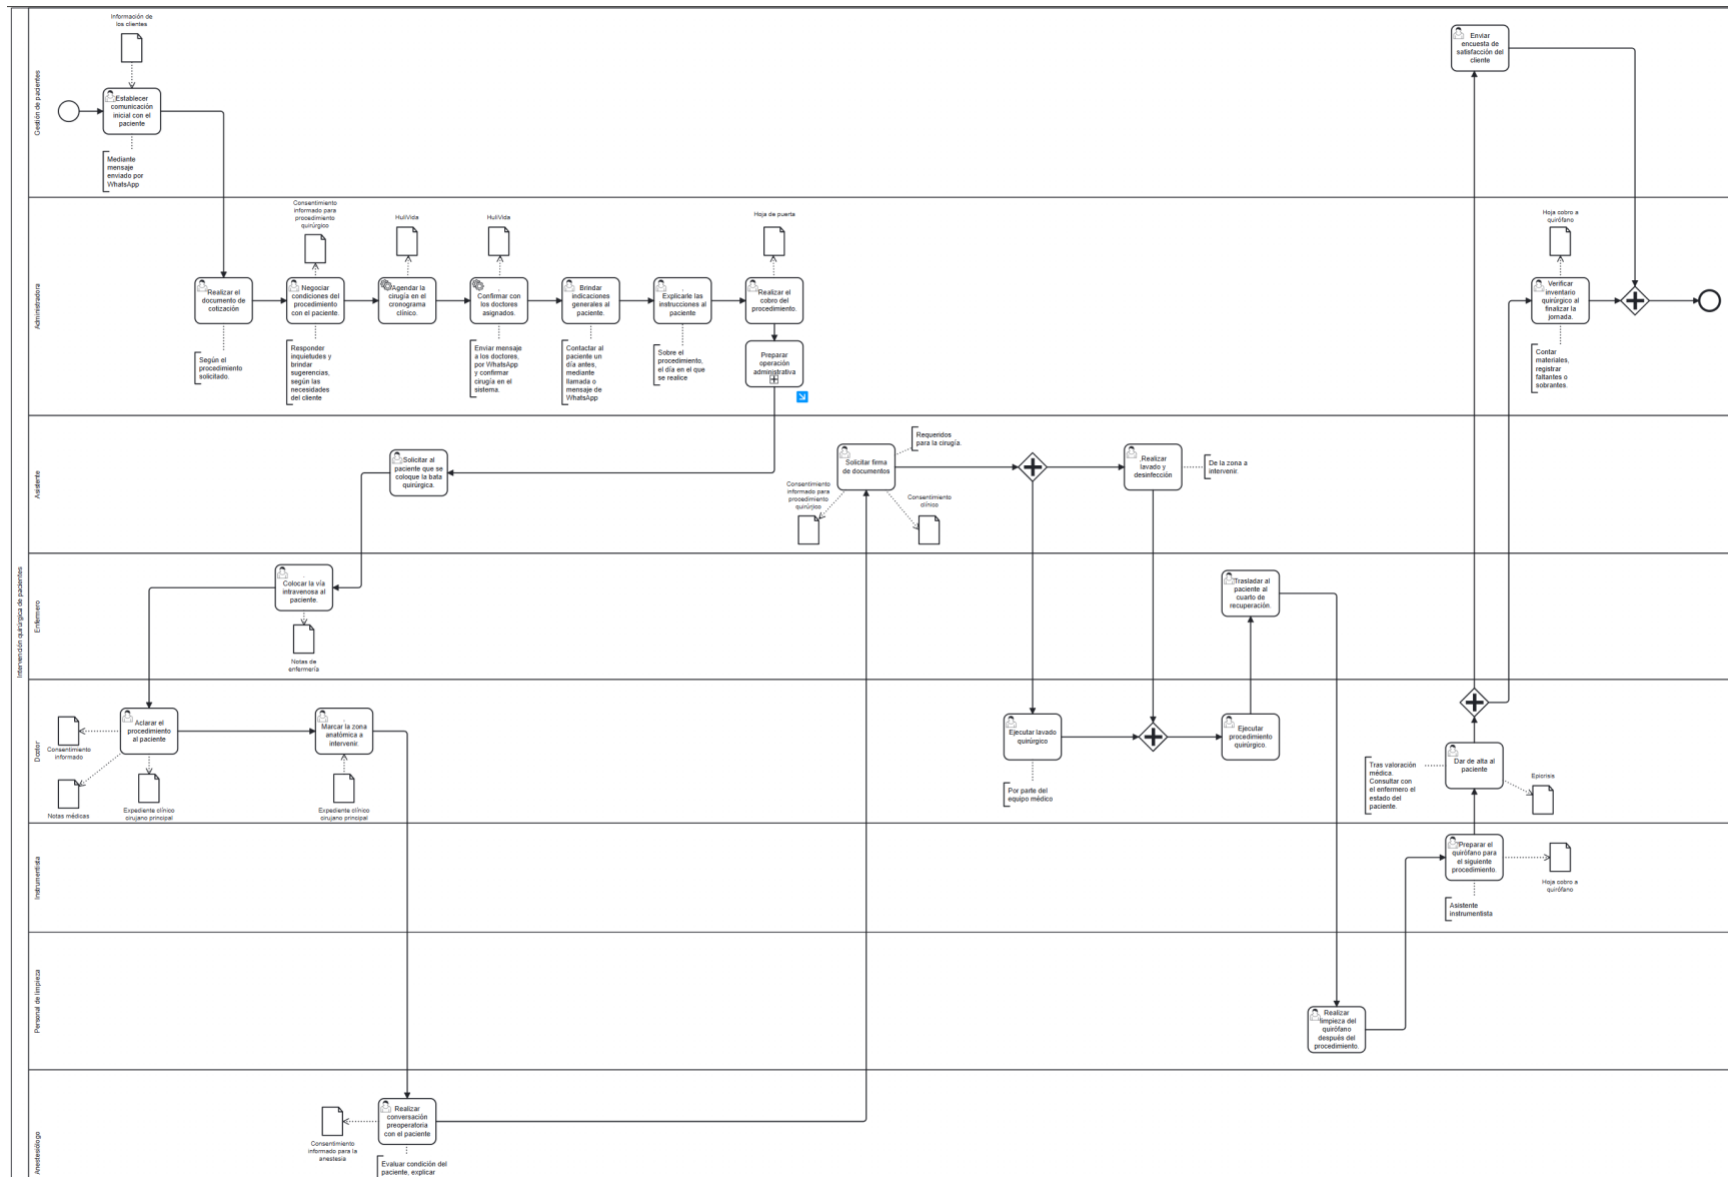 Intervención quirúrgica de pacientes
Gestión de pacientes
Información de
los clientes
Establecer
comunicación
inicial con el
paciente
Mediante
mensaje
enviado por
WhatsApp
Enviar
encuesta de
satisfacción del
cliente
Administradora
Realizar el
documento de
cotización
Según el
procedimiento
solicitado.
Consentimiento
informado para
procedimiento
quirúrgico
Negociar
condiciones del
procedimiento
con el paciente.
Responder
inquietudes y
brindar
sugerencias,
según las
necesidades
del cliente
HuliVida
Agendar la
cirugía en el
cronograma
clínico.
HuliVida
Confirmar con
los doctores
asignados.
Enviar mensaje
a los doctores,
por WhatsApp
y confirmar
cirugía en el
sistema.
Brindar
indicaciones
generales al
paciente.
Contactar al
paciente un
día antes,
mediante
llamada o
mensaje de
WhatsApp
Explicarle las
instrucciones al
paciente
Sobre el
procedimiento,
el día en el que
se realice
Hoja de puerta
Realizar el
cobro del
procedimiento.
Preparar
operación
administrativa
Hoja cobro a
quirófano
Verificar
inventario
quirúrgico al
finalizar la
jornada.
Contar
materiales,
registrar
faltantes o
sobrantes.
Asistente
Solicitar al
paciente que se
coloque la bata
quirúrgica.
Solicitar firma
de documentos
Requeridos
para la cirugía.
Consentimiento
informado para
procedimiento
quirúrgico
Consentimiento
clínico
Realizar
lavado y
desinfección
De la zona a
intervenir.
Enfermero
Colocar la vía
intravenosa al
paciente.
Notas de
enfermería
Trasladar al
paciente al
cuarto de
recuperación.
Doctor
Consentimiento
informado
Notas médicas
Aclarar el
procedimiento
al paciente
Expediente clínico
cirujano principal
Marcar la zona
anatómica a
intervenir.
Expediente clínico
cirujano principal
Ejecutar lavado
quirúrgico
Por parte del
equipo médico
Ejecutar
procedimiento
quirúrgico.
Tras valoración
médica.
Consultar con
el enfermero el
estado del
paciente.
Dar de alta al
paciente
Epicrisis
Instrumentista
Preparar el
quirófano para
el siguiente
procedimiento.
Hoja cobro a
quirófano
Asistente
instrumentista
Personal de limpieza
Realizar
limpieza del
quirófano
después del
procedimiento.
Anestesiólogo
Consentimiento
informado para la
anestesia
Realizar
conversación
preoperatoria
con el paciente
Evaluar condición del
paciente, explicar